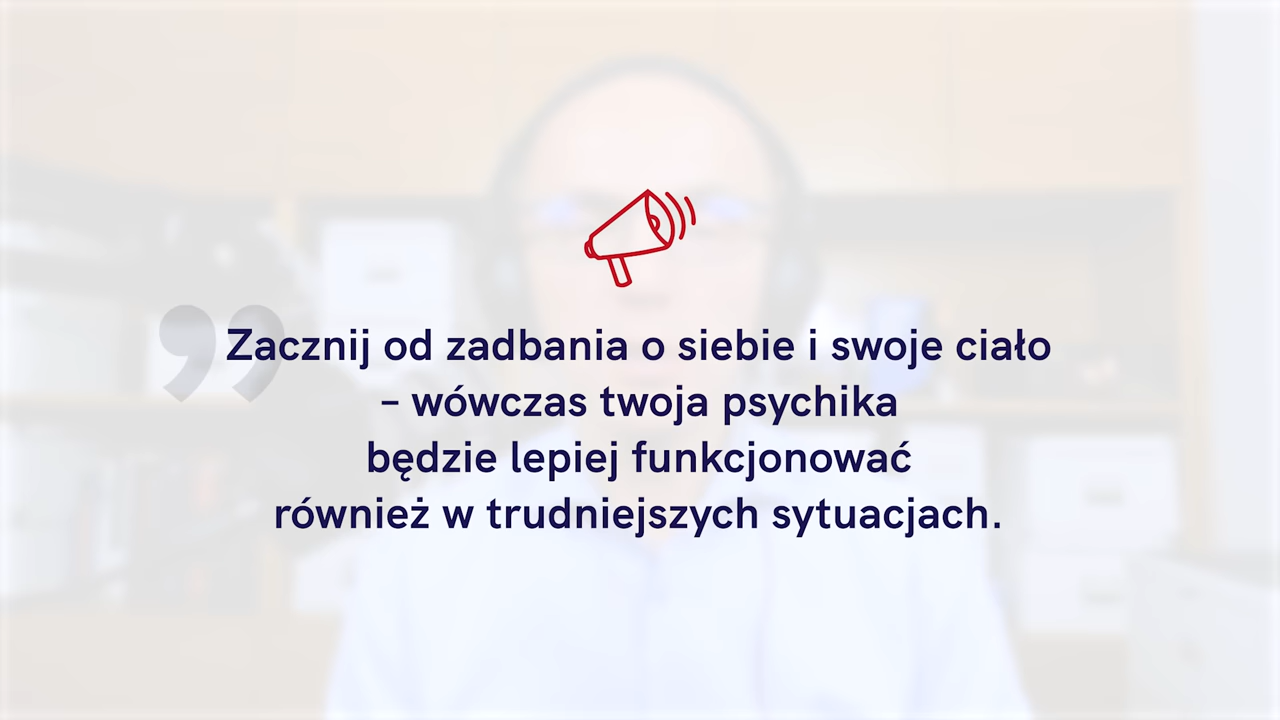 Zacznij od zadbania o siebie i swoje ciało
– wówczas twoja psychika
będzie lepiej funkcjonować
również w trudniejszych sytuacjach.